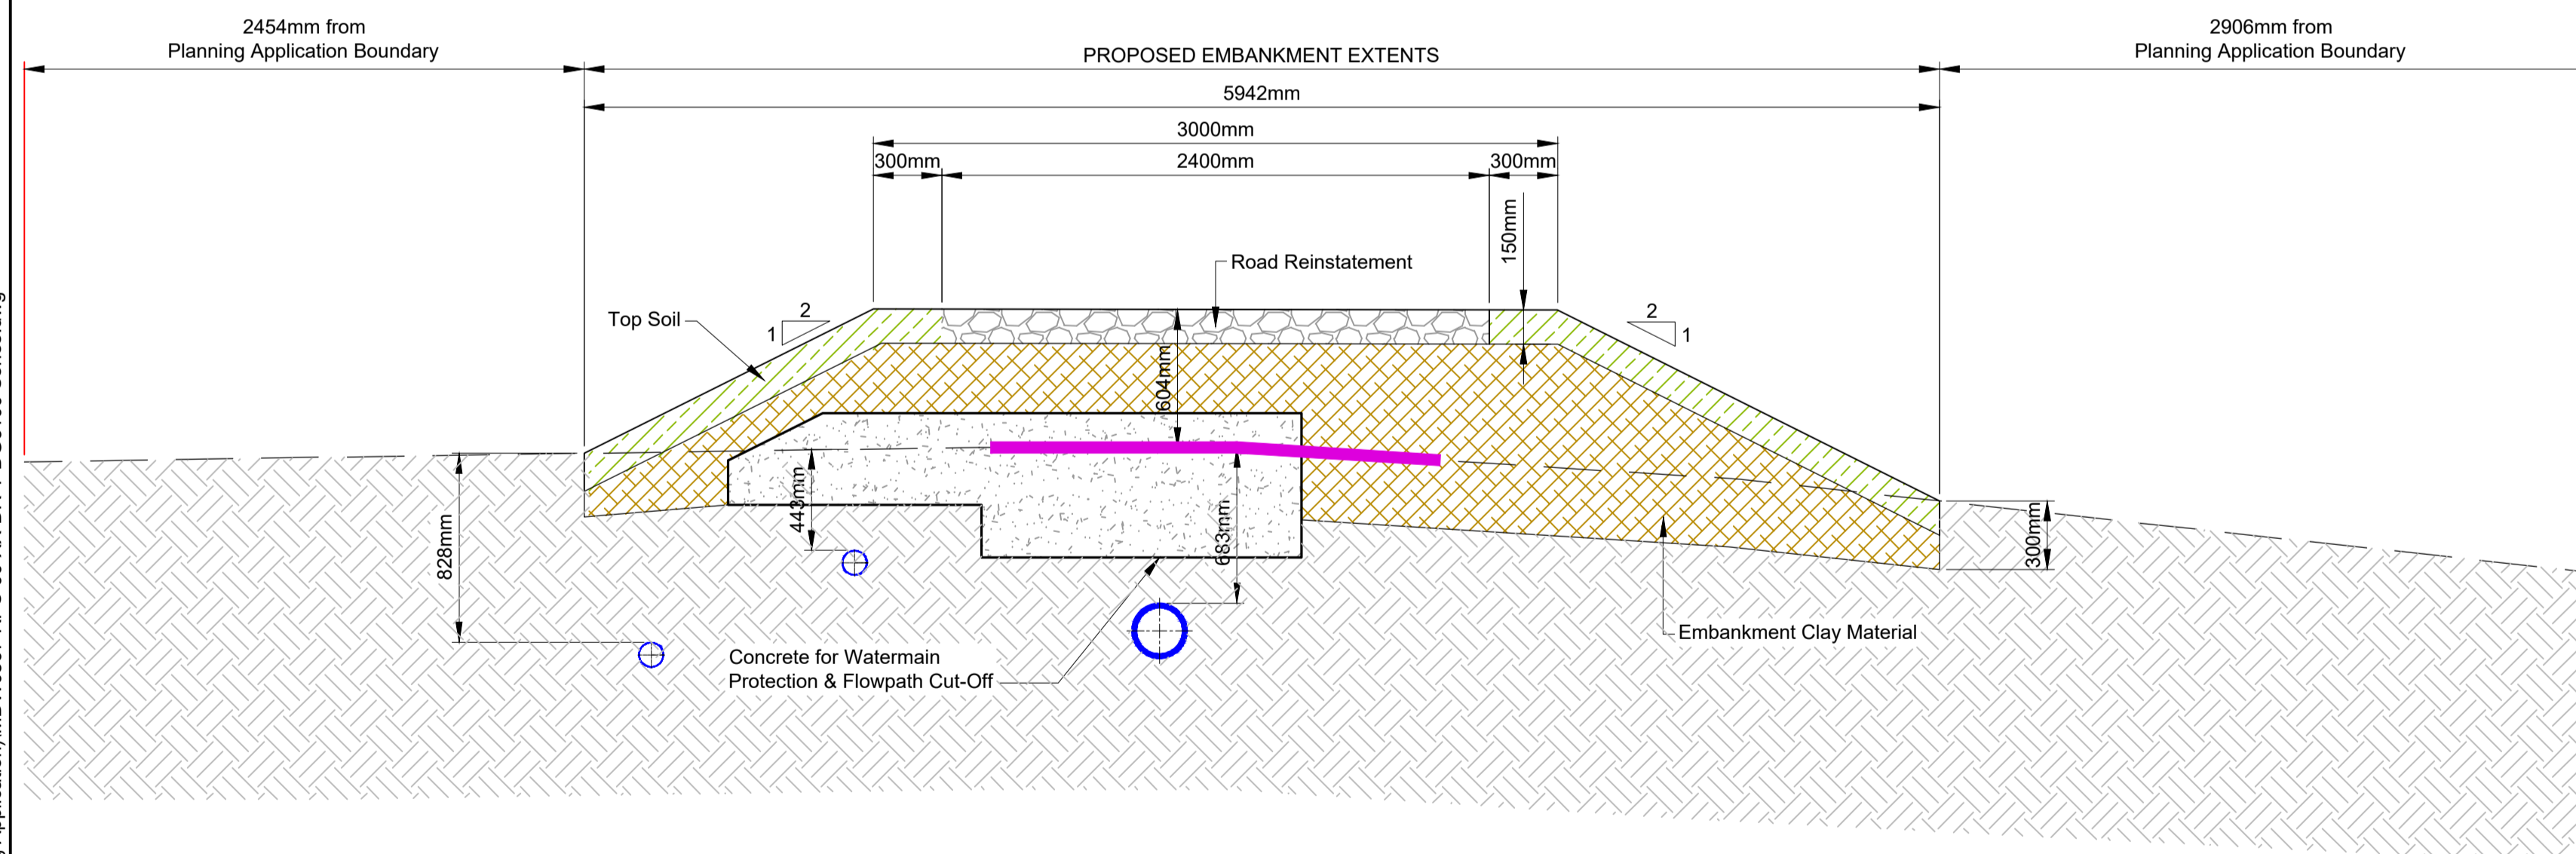 2454mm from
Planning Application Boundary
PROPOSED EMBANKMENT EXTENTS
2906mm from
Planning Application Boundary
5942mm
3000mm
300mm
2400mm
300mm
150mm
Road Reinstatement
Top Soil
2
1
2
1
604mm
443mm
683mm
828mm
300mm
Concrete for Watermain
Protection & Flowpath Cut-Off
Embankment Clay Material